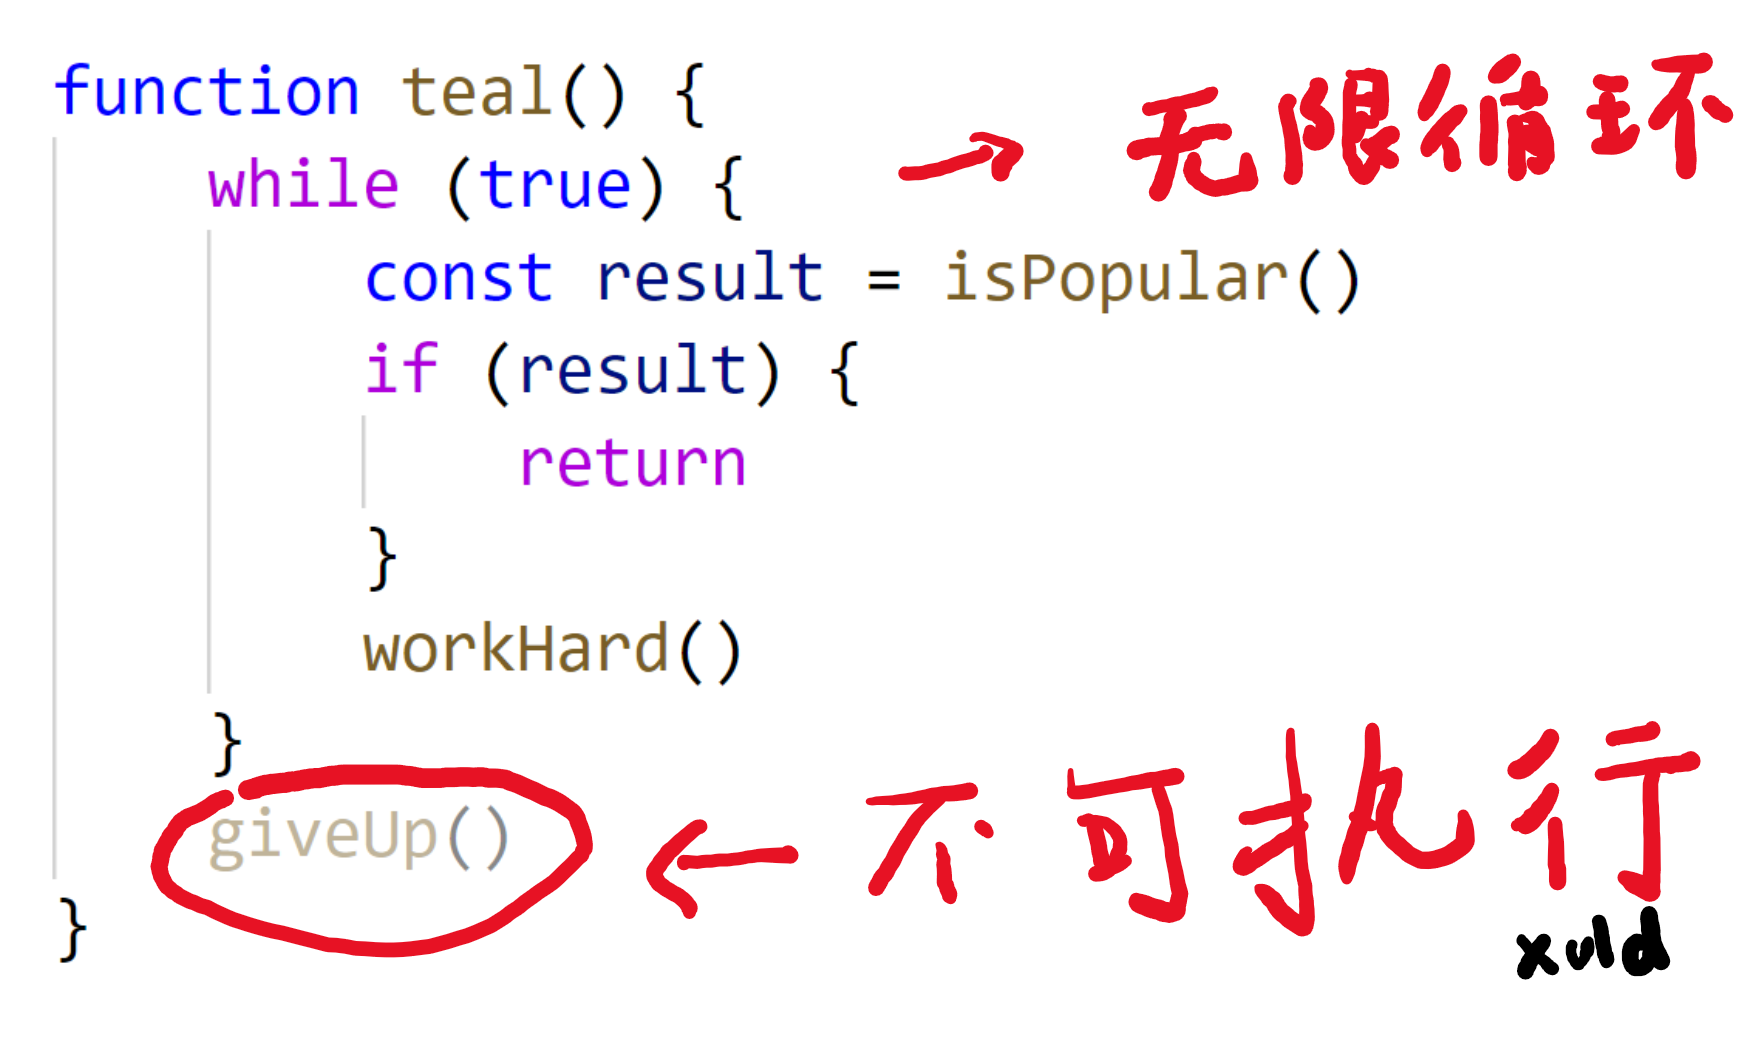 function teal() {
while (true) { → 无限循环
const result = isPopular()
if (result) {
return
}
workHard()
}
giveUp() ← 不可执行
}
xuld